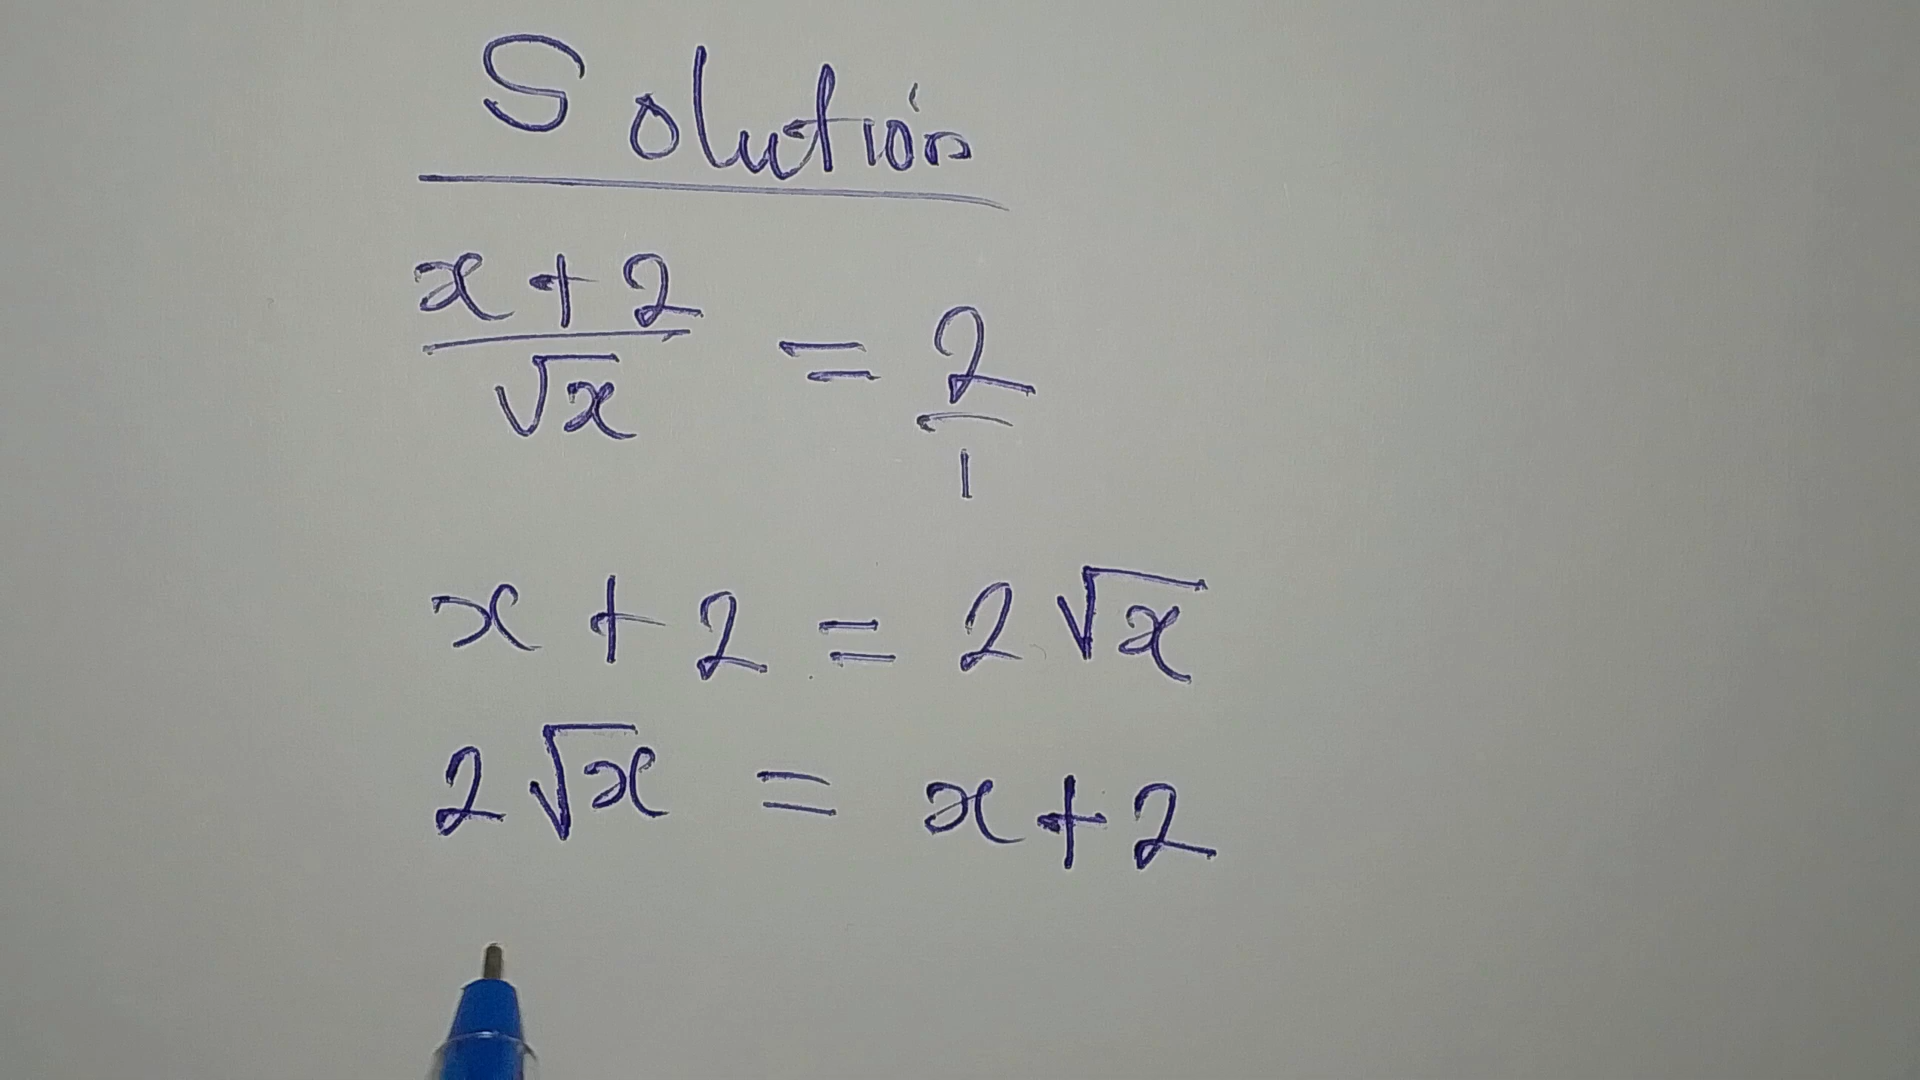 Solution
x + 2 / √x = 2 / 1
x + 2 = 2√x
2√x = x + 2